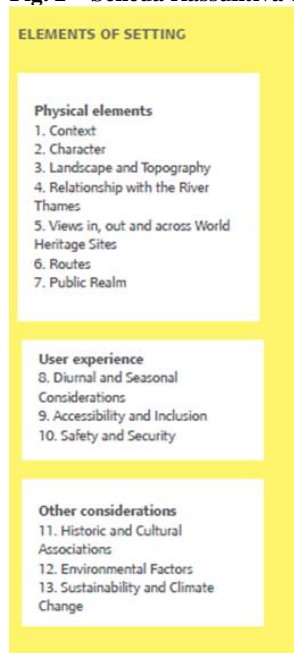 ELEMENTS OF SETTING
Physical elements
1. Context
2. Character
3. Landscape and Topography
4. Relationship with the River
Thames
5. Views in, out and across World
Heritage Sites
6. Routes
7. Public Realm
User experience
8. Diurnal and Seasonal
Considerations
9. Accessibility and Inclusion
10. Safety and Security
Other considerations
11. Historic and Cultural
Associations
12. Environmental Factors
13. Sustainability and Climate
Change